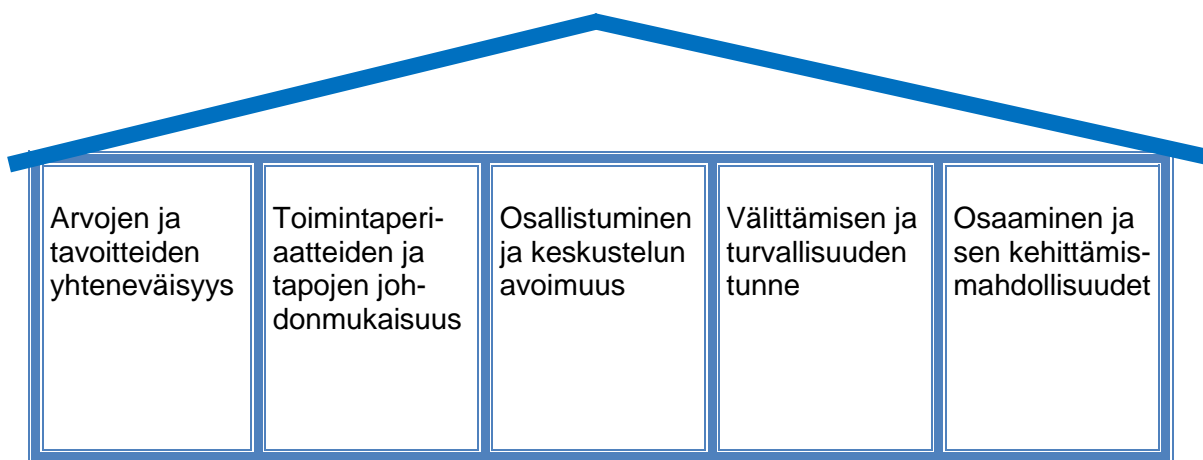 Arvojen ja
tavoitteiden
yhteneväisyys
Toimintaperi-
aatteiden ja
tapojen joh-
donmukaisuus
Osallistuminen
ja keskustelun
avoimuus
Välittämisen ja
turvallisuuden
tunne
Osaaminen ja
sen kehittämis-
mahdollisuudet